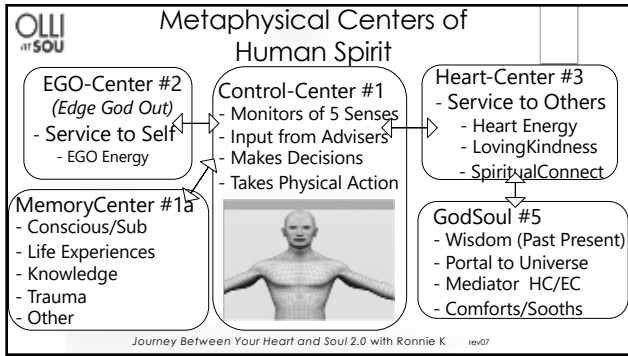 OLLI
at SOU
Metaphysical Centers of
Human Spirit
EGO-Center #2
(Edge God Out)
- Service to Self
- EGO Energy
MemoryCenter #1a
- Conscious/Sub
- Life Experiences
- Knowledge
- Trauma
- Other
Control-Center #1
- Monitors of 5 Senses
- Input from Advisers
- Makes Decisions
- Takes Physical Action
Heart-Center #3
- Service to Others
- Heart Energy
- LovingKindness
- SpiritualConnect
GodSoul #5
- Wisdom (Past Present)
- Portal to Universe
- Mediator HC/EC
- Comforts/Sooths
Journey Between Your Heart and Soul 2.0 with Ronnie K rev07